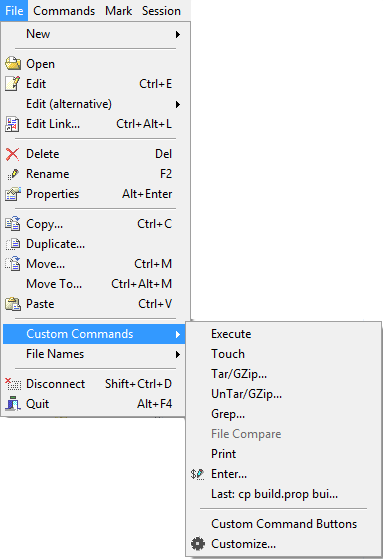 File Commands Mark Session
New
Open
Edit Ctrl+E
Edit (alternative)
Edit Link... Ctrl+Alt+L
Delete Del
Rename F2
Properties Alt+Enter
Copy... Ctrl+C
Duplicate...
Move... Ctrl+M
Move To... Ctrl+Alt+M
Paste Ctrl+V
Custom Commands
File Names
Disconnect Shift+Ctrl+D
Quit Alt+F4
Execute
Touch
Tar/GZip...
UnTar/GZip...
Grep...
File Compare
Print
Enter...
Last: cp build.prop bui...
Custom Command Buttons
Customize...